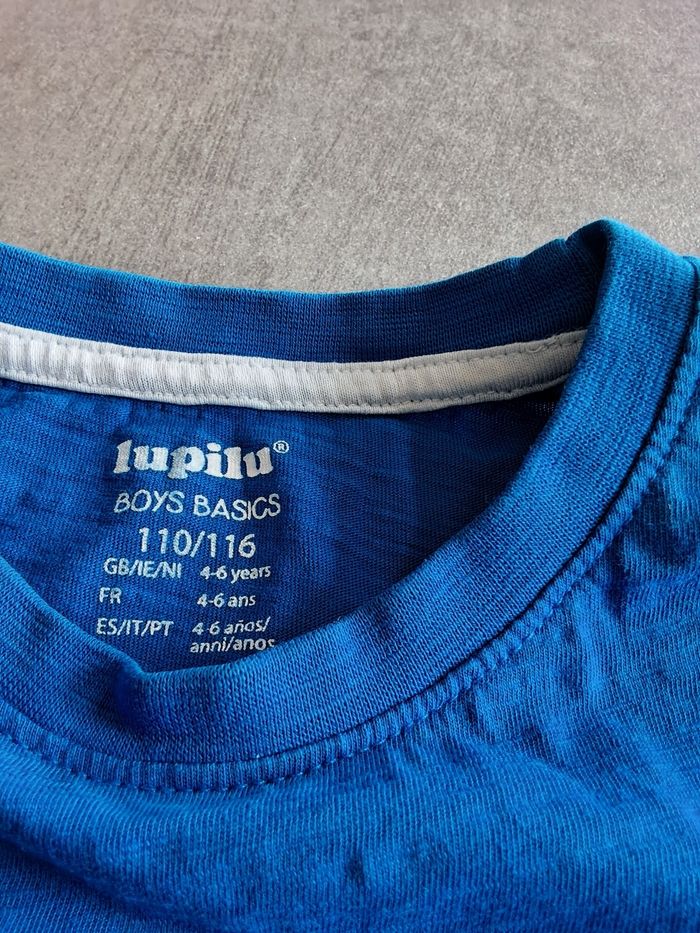 lupilu®
BOYS BASICS
110/116
GB/IE/NI 4-6 years
FR 4-6 ans
ES/IT/PT 4-6 años/
anni/anos